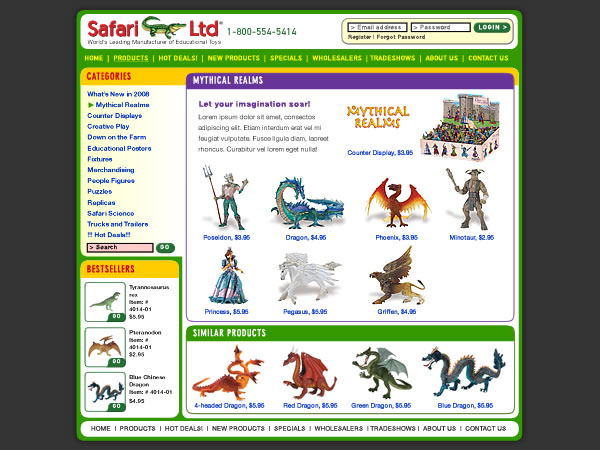 Safari Ltd®
1-800-554-5414
World's Leading Manufacture of Educational Toys
> Email address
> Password
LOGIN >
Register | Forgot Password
HOME | PRODUCTS | HOT DEALS! | NEW PRODUCTS | SPECIALS | WHOLESALERS | TRADESHOWS | ABOUT US | CONTACT US
CATEGORIES
What's New in 2008
Mythical Realms
Counter Displays
Creative Play
Down on the Farm
Educational Posters
Fixtures
Merchandising
People Figures
Puzzles
Replicas
Safari Science
Trucks and Trailers
!!! Hot Deals!!!
> Search
GO
BESTSELLERS
Tyrannosaurus
rex
Item: #
4014-01
$5.95
GO
Pteranodon
Item: #
4014-01
$2.95
GO
Blue Chinese
Dragon
Item: # 4014-01
$4.95
GO
MYTHICAL REALMS
Let your imagination soar!
Lorem ipsum dolor sit amet, consectos
adipiscing elit. Etiam interdum erat vel mi
feugiat vulputate. Fusce ligula diam, laoreet
rhoncus. Curabitur vel lorem eget nulla!
MYTHICAL
REALMS
Counter Display, $3.95
Poseidon, $3.95
Dragon, $4.95
Phoenix, $3.95
Minotaur, $2.95
Princess, $5.95
Pegasus, $5.95
Griffen, $4.95
SIMILAR PRODUCTS
4-headed Dragon, $5.95
Red Dragon, $5.95
Green Dragon, $5.95
Blue Dragon, $5.95
HOME | PRODUCTS | HOT DEALS! | NEW PRODUCTS | SPECIALS | WHOLESALERS | TRADESHOWS | ABOUT US | CONTACT US